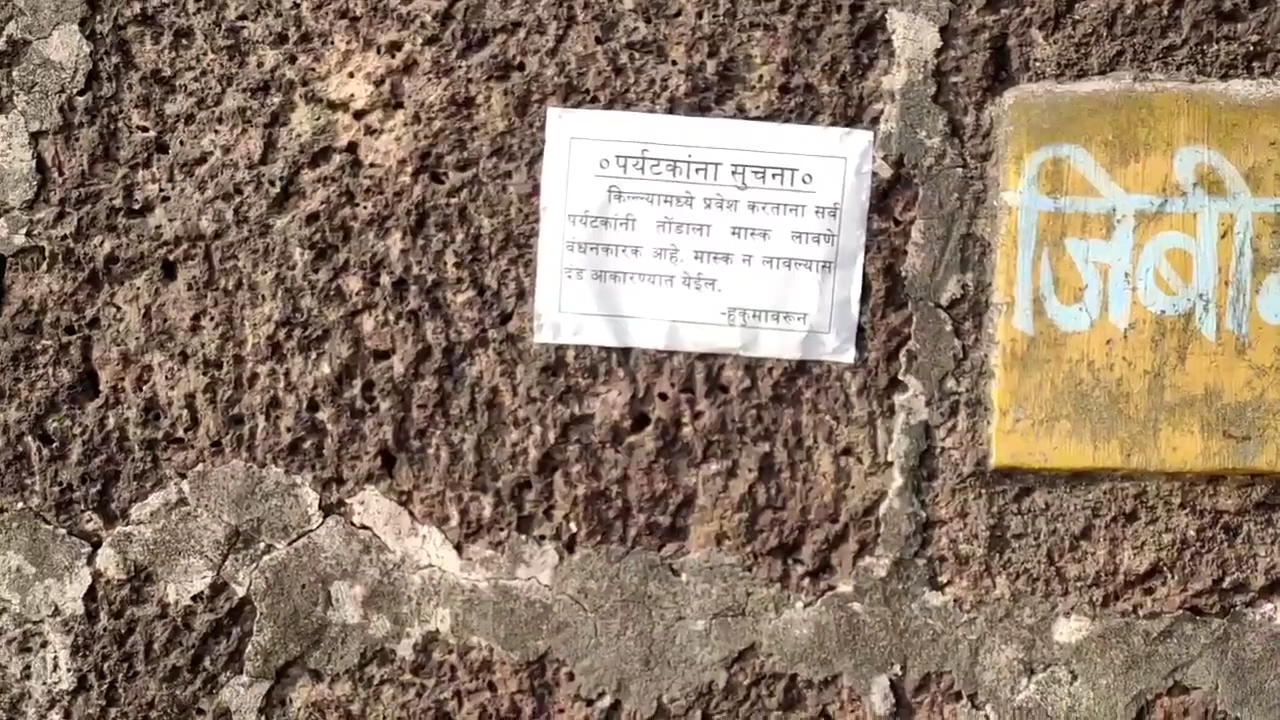 ०पर्यटकांना सुचना०
किल्ल्यामध्ये प्रवेश करताना सर्व
पर्यटकांनी तोंडाला मास्क लावणे
बंधनकारक आहे. मास्क न लावल्यास
दंड आकारण्यात येईल.
-हुकुमावरून
जिबी